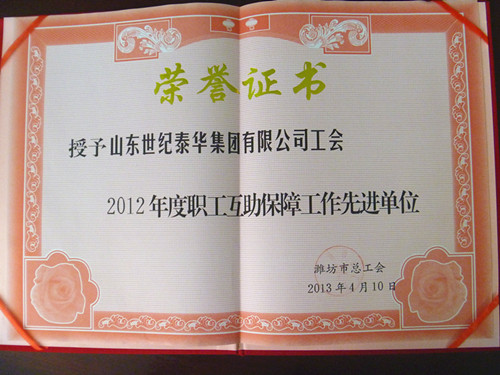 荣誉证书
授予山东世纪泰华集团有限公司工会
2012年度职工互助保障工作先进单位
潍坊市总工会
2013年4月10日